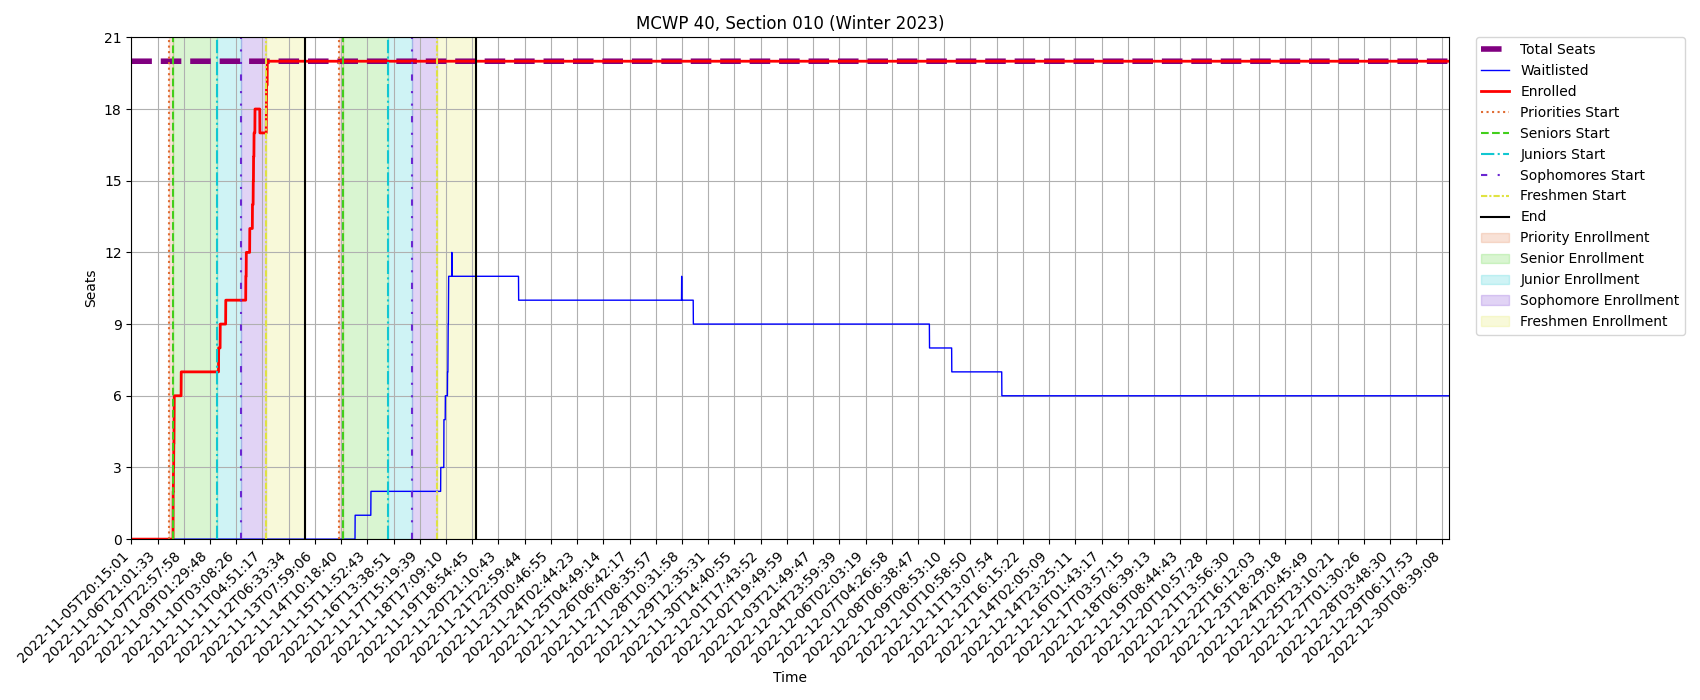 MCWP 40, Section 010 (Winter 2023)
Seats
21
18
15
12
9
6
3
0
2022-11-05T20:15:01
2022-11-06T21:01:33
2022-11-07T22:57:58
2022-11-09T01:29:48
2022-11-10T03:08:26
2022-11-11T04:51:17
2022-11-12T06:33:34
2022-11-13T07:59:06
2022-11-14T10:18:40
2022-11-15T11:52:43
2022-11-16T13:38:51
2022-11-17T15:19:39
2022-11-18T17:09:10
2022-11-19T18:54:45
2022-11-20T21:10:43
2022-11-21T22:59:44
2022-11-23T00:46:55
2022-11-24T02:44:23
2022-11-25T04:49:14
2022-11-26T06:42:17
2022-11-27T08:35:57
2022-11-28T10:31:58
2022-11-29T12:35:31
2022-11-30T14:40:55
2022-12-01T17:43:52
2022-12-02T19:49:59
2022-12-03T21:49:47
2022-12-04T23:59:39
2022-12-06T02:03:19
2022-12-07T04:26:58
2022-12-08T06:38:47
2022-12-09T08:53:10
2022-12-10T10:58:50
2022-12-11T13:07:54
2022-12-12T16:15:22
2022-12-14T02:05:09
2022-12-14T23:25:11
2022-12-16T01:43:17
2022-12-17T03:57:15
2022-12-18T06:39:13
2022-12-19T08:44:43
2022-12-20T10:57:28
2022-12-21T13:56:30
2022-12-22T16:12:03
2022-12-23T18:29:18
2022-12-24T20:45:49
2022-12-25T23:10:21
2022-12-27T01:30:26
2022-12-28T03:48:30
2022-12-29T06:17:53
2022-12-30T08:39:08
Time
Total Seats
Waitlisted
Enrolled
Priorities Start
Seniors Start
Juniors Start
Sophomores Start
Freshmen Start
End
Priority Enrollment
Senior Enrollment
Junior Enrollment
Sophomore Enrollment
Freshmen Enrollment